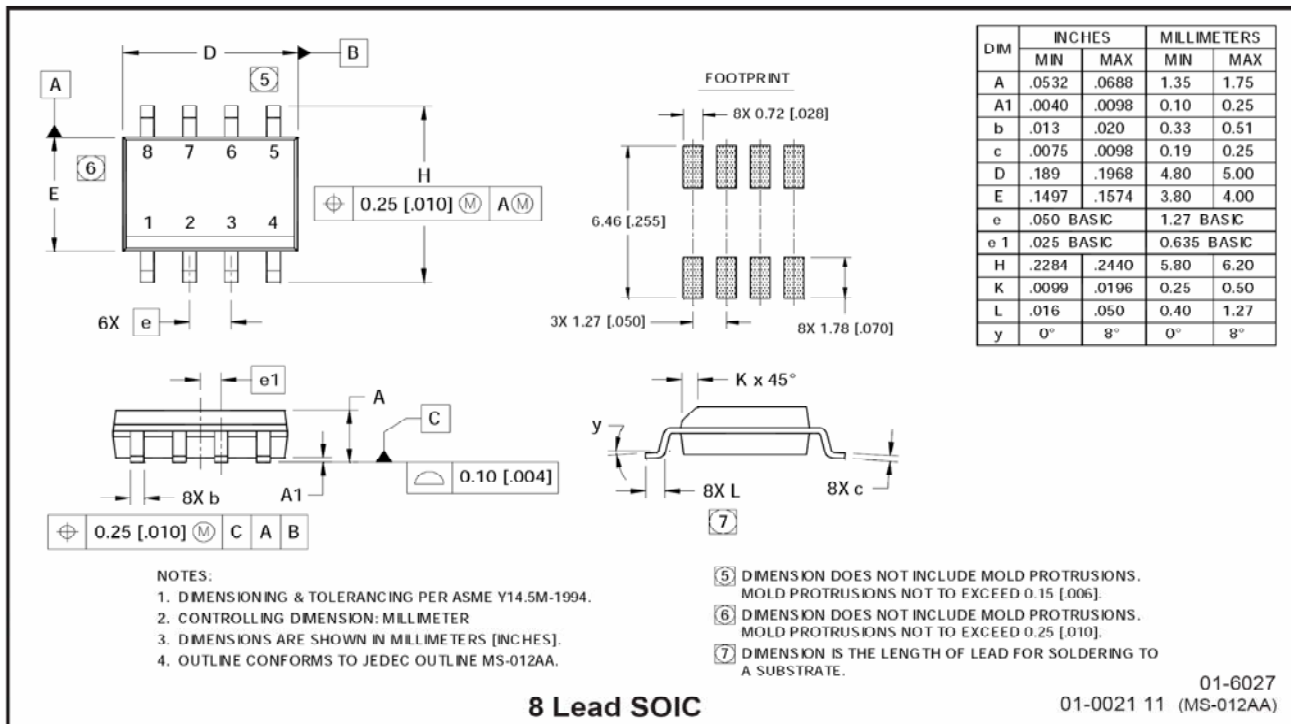 D
B
5
A
8 7 6 5
6
E
H
⌖ 0.25 [.010] Ⓜ AⓂ
1 2 3 4
6X e
FOOTPRINT
8X 0.72 [.028]
6.46 [.255]
3X 1.27 [.050]
8X 1.78 [.070]
DIM INCHES MILLIMETERS
MIN MAX MIN MAX
A .0532 .0688 1.35 1.75
A1 .0040 .0098 0.10 0.25
b .013 .020 0.33 0.51
c .0075 .0098 0.19 0.25
D .189 .1968 4.80 5.00
E .1497 .1574 3.80 4.00
e .050 BASIC 1.27 BASIC
e 1 .025 BASIC 0.635 BASIC
H .2284 .2440 5.80 6.20
K .0099 .0196 0.25 0.50
L .016 .050 0.40 1.27
y 0° 8° 0° 8°
e1
A
C
0.10 [.004]
8X b
A1
⌖ 0.25 [.010] Ⓜ C A B
K x 45°
y
8X L
8X c
7
NOTES:
1. DIMENSIONING & TOLERANCING PER ASME Y14.5M-1994.
2. CONTROLLING DIMENSION: MILLIMETER
3. DIMENSIONS ARE SHOWN IN MILLIMETERS [INCHES].
4. OUTLINE CONFORMS TO JEDEC OUTLINE MS-012AA.
5 DIMENSION DOES NOT INCLUDE MOLD PROTRUSIONS.
MOLD PROTRUSIONS NOT TO EXCEED 0.15 [.006].
6 DIMENSION DOES NOT INCLUDE MOLD PROTRUSIONS.
MOLD PROTRUSIONS NOT TO EXCEED 0.25 [.010].
7 DIMENSION IS THE LENGTH OF LEAD FOR SOLDERING TO
A SUBSTRATE.
8 Lead SOIC
01-6027
01-0021 11 (MS-012AA)